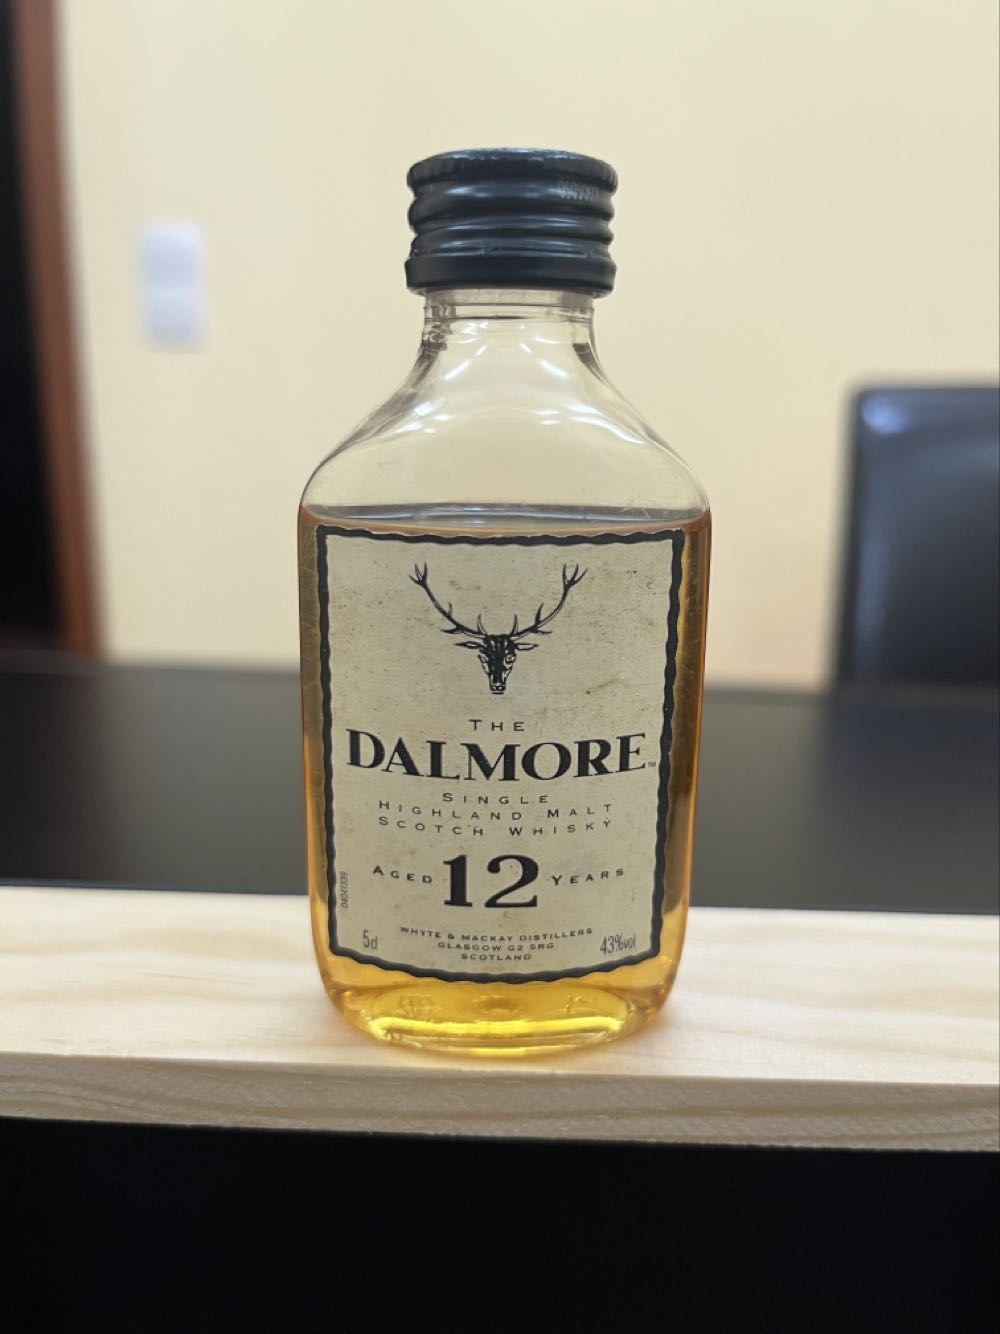 THE
DALMORE™
SINGLE
HIGHLAND MALT
SCOTCH WHISKY
AGED 12 YEARS
WHYTE & MACKAY DISTILLERS
GLASGOW G2 5RG
SCOTLAND
5cl
43%vol